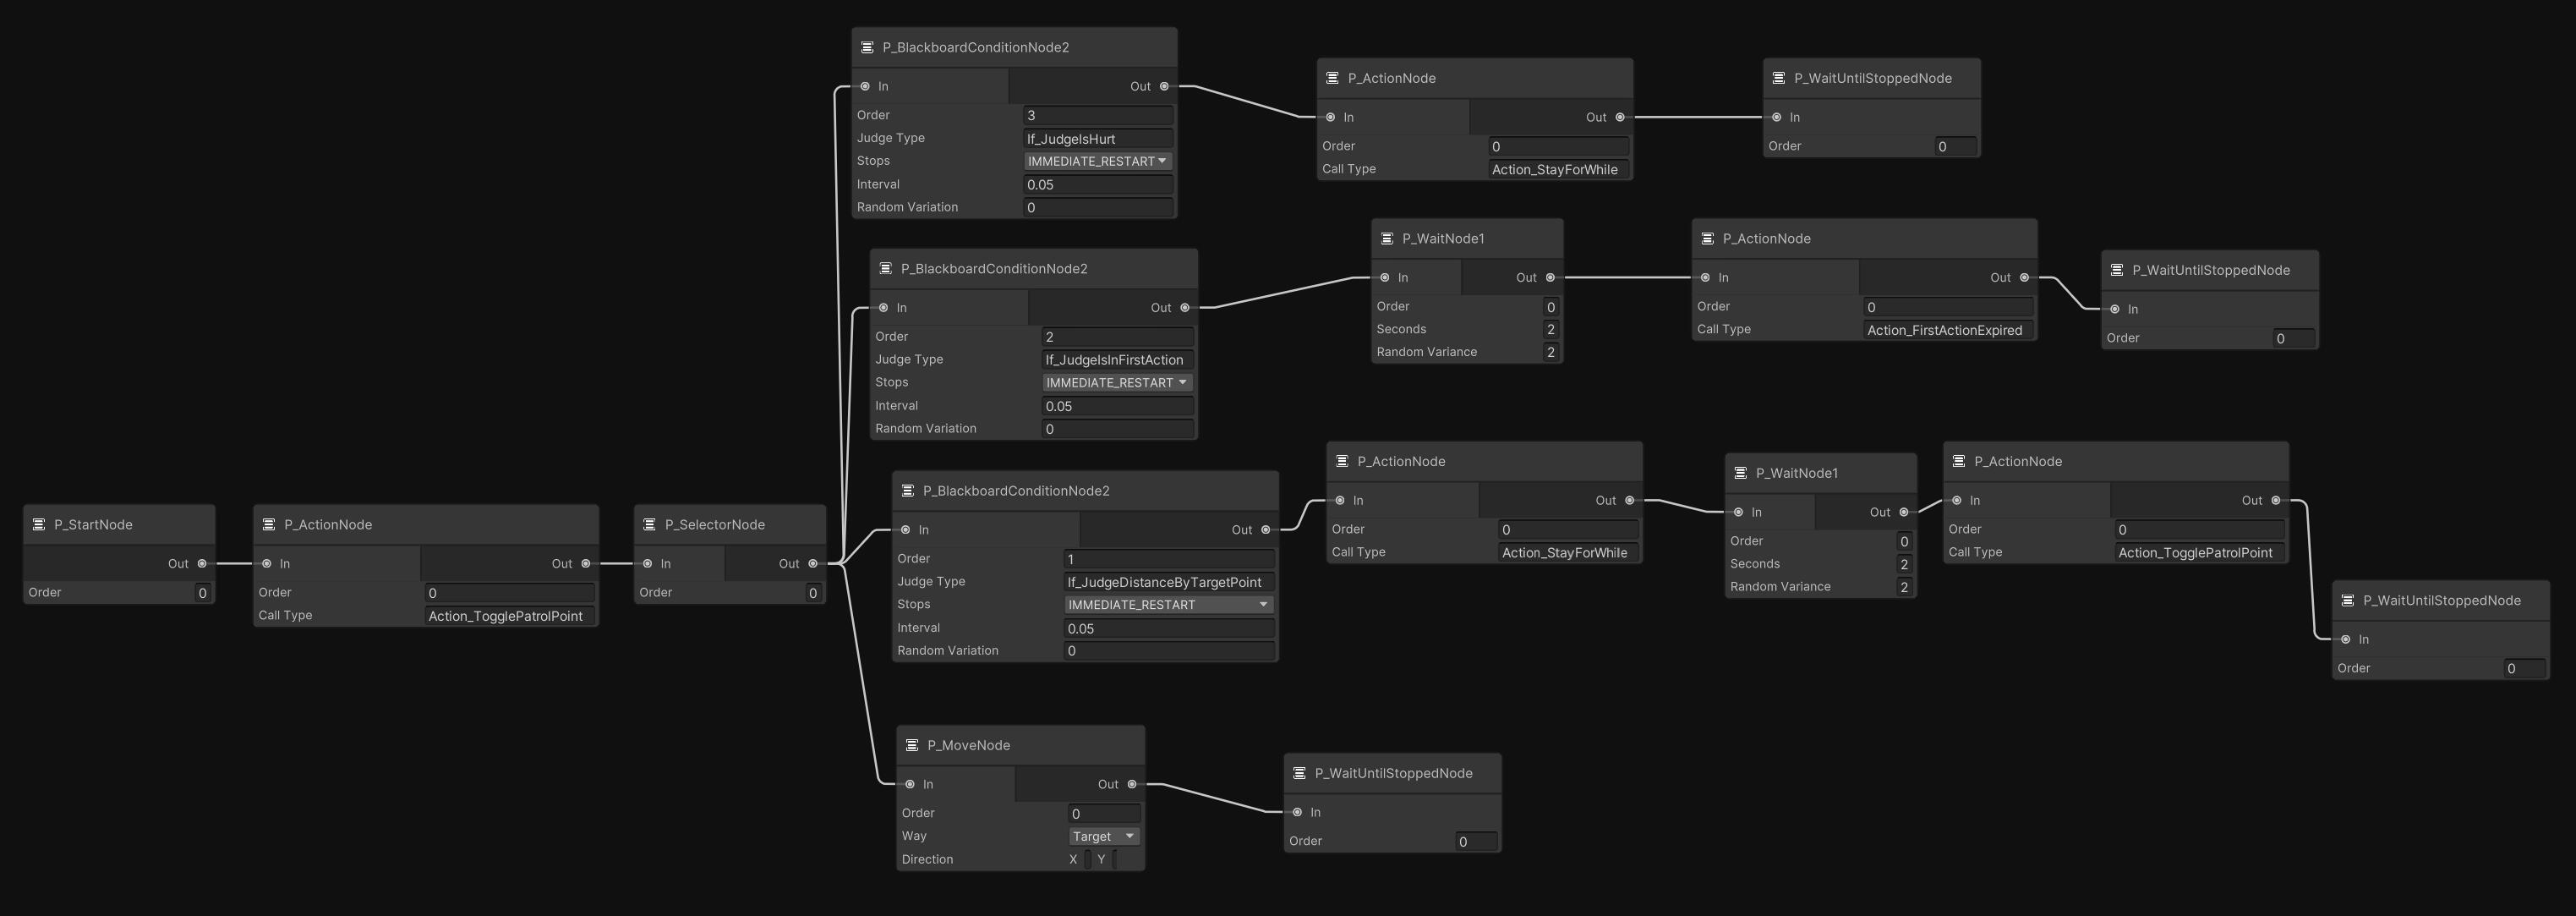 P_BlackboardConditionNode2
In Out
Order 3
Judge Type If_JudgeIsHurt
Stops IMMEDIATE_RESTART
Interval 0.05
Random Variation 0
P_ActionNode
In Out
Order 0
Call Type Action_StayForWhile
P_WaitUntilStoppedNode
In
Order 0
P_BlackboardConditionNode2
In Out
Order 2
Judge Type If_JudgeIsInFirstAction
Stops IMMEDIATE_RESTART
Interval 0.05
Random Variation 0
P_WaitNode1
In Out
Order 0
Seconds 2
Random Variance 2
P_ActionNode
In Out
Order 0
Call Type Action_FirstActionExpired
P_WaitUntilStoppedNode
In
Order 0
P_StartNode
Out
Order 0
P_ActionNode
In Out
Order 0
Call Type Action_TogglePatrolPoint
P_SelectorNode
In Out
Order 0
P_BlackboardConditionNode2
In Out
Order 1
Judge Type If_JudgeDistanceByTargetPoint
Stops IMMEDIATE_RESTART
Interval 0.05
Random Variation 0
P_ActionNode
In Out
Order 0
Call Type Action_StayForWhile
P_WaitNode1
In Out
Order 0
Seconds 2
Random Variance 2
P_ActionNode
In Out
Order 0
Call Type Action_TogglePatrolPoint
P_WaitUntilStoppedNode
In
Order 0
P_MoveNode
In Out
Order 0
Way Target
Direction X Y
P_WaitUntilStoppedNode
In
Order 0